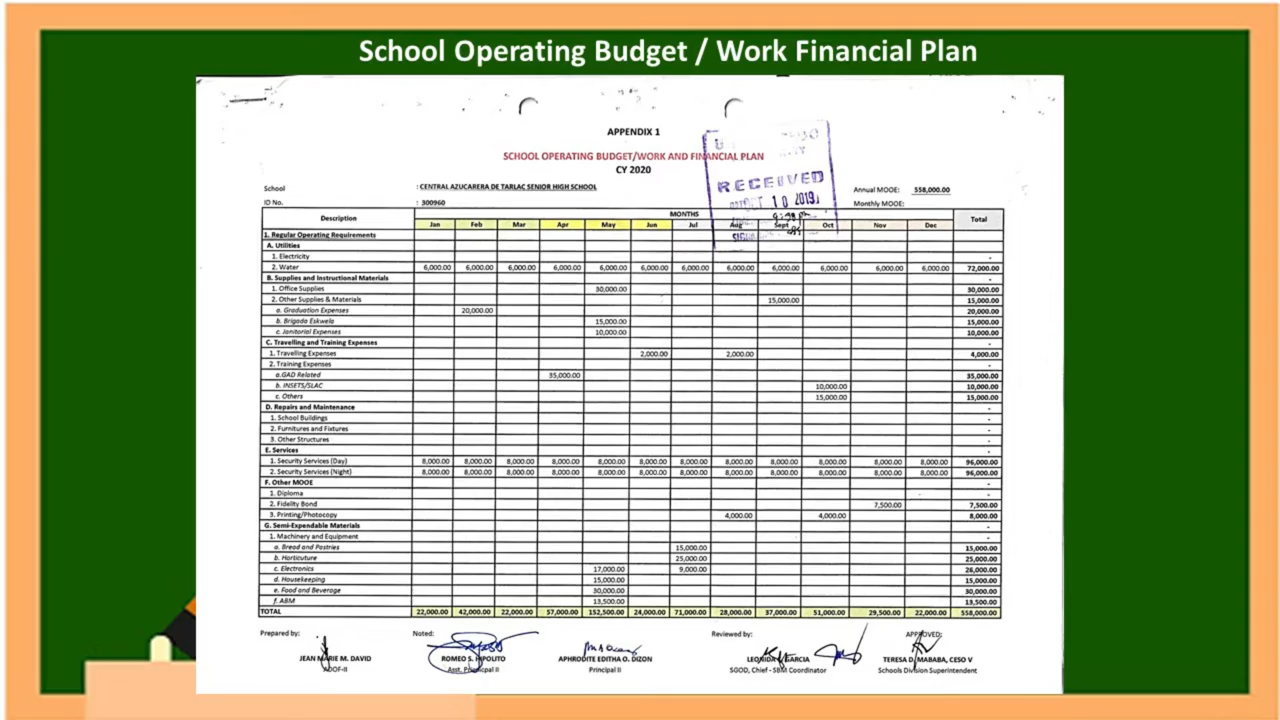 School Operating Budget / Work Financial Plan
APPENDIX 1
SCHOOL OPERATING BUDGET/WORK AND FINANCIAL PLAN
CY 2020
RECEIVED
OCT 10 2019
School : CENTRAL AZUCARERA DE TARLAC SENIOR HIGH SCHOOL Annual MOOE: 558,000.00
ID No. : 300960 Monthly MOOE:
Description MONTHS Total
Jan Feb Mar Apr May Jun Jul Aug Sept Oct Nov Dec
1. Regular Operating Requirements
A. Utilities
1. Electricity -
2. Water 6,000.00 6,000.00 6,000.00 6,000.00 6,000.00 6,000.00 6,000.00 6,000.00 6,000.00 6,000.00 6,000.00 6,000.00 72,000.00
B. Supplies and Instructional Materials -
1. Office Supplies 30,000.00 30,000.00
2. Other Supplies & Materials 15,000.00 15,000.00
a. Graduation Expenses 20,000.00 20,000.00
b. Brigada Eskwela 15,000.00 15,000.00
c. Janitorial Expenses 10,000.00 10,000.00
C. Travelling and Training Expenses -
1. Travelling Expenses 2,000.00 2,000.00 4,000.00
2. Training Expenses -
a.GAD Related 35,000.00 35,000.00
b. INSETS/SLAC 10,000.00 10,000.00
c. Others 15,000.00 15,000.00
D. Repairs and Maintenance -
1. School Buildings -
2. Furnitures and Fixtures -
3. Other Structures -
E. Services -
1. Security Services (Day) 8,000.00 8,000.00 8,000.00 8,000.00 8,000.00 8,000.00 8,000.00 8,000.00 8,000.00 8,000.00 8,000.00 8,000.00 96,000.00
2. Security Services (Night) 8,000.00 8,000.00 8,000.00 8,000.00 8,000.00 8,000.00 8,000.00 8,000.00 8,000.00 8,000.00 8,000.00 8,000.00 96,000.00
F. Other MOOE -
1. Diploma -
2. Fidelity Bond 7,500.00 7,500.00
3. Printing/Photocopy 4,000.00 4,000.00 8,000.00
G. Semi-Expendable Materials -
1. Machinery and Equipment -
a. Bread and Pastries 15,000.00 15,000.00
b. Horticuture 25,000.00 25,000.00
c. Electronics 17,000.00 9,000.00 26,000.00
d. Housekeeping 15,000.00 15,000.00
e. Food and Beverage 30,000.00 30,000.00
f. ABM 13,500.00 13,500.00
TOTAL 22,000.00 42,000.00 22,000.00 57,000.00 152,500.00 24,000.00 71,000.00 28,000.00 37,000.00 51,000.00 29,500.00 22,000.00 558,000.00
Prepared by: Noted: Reviewed by: APPROVED:
JEAN MARIE M. DAVID ROMEO S. HIPOLITO APHRODITE EDITHA O. DIZON LEONIDA GARCIA TERESA D. MABABA, CESO V
ADOF-II Asst. Principal II Principal II SGOD, Chief - SBM Coordinator Schools Division Superintendent